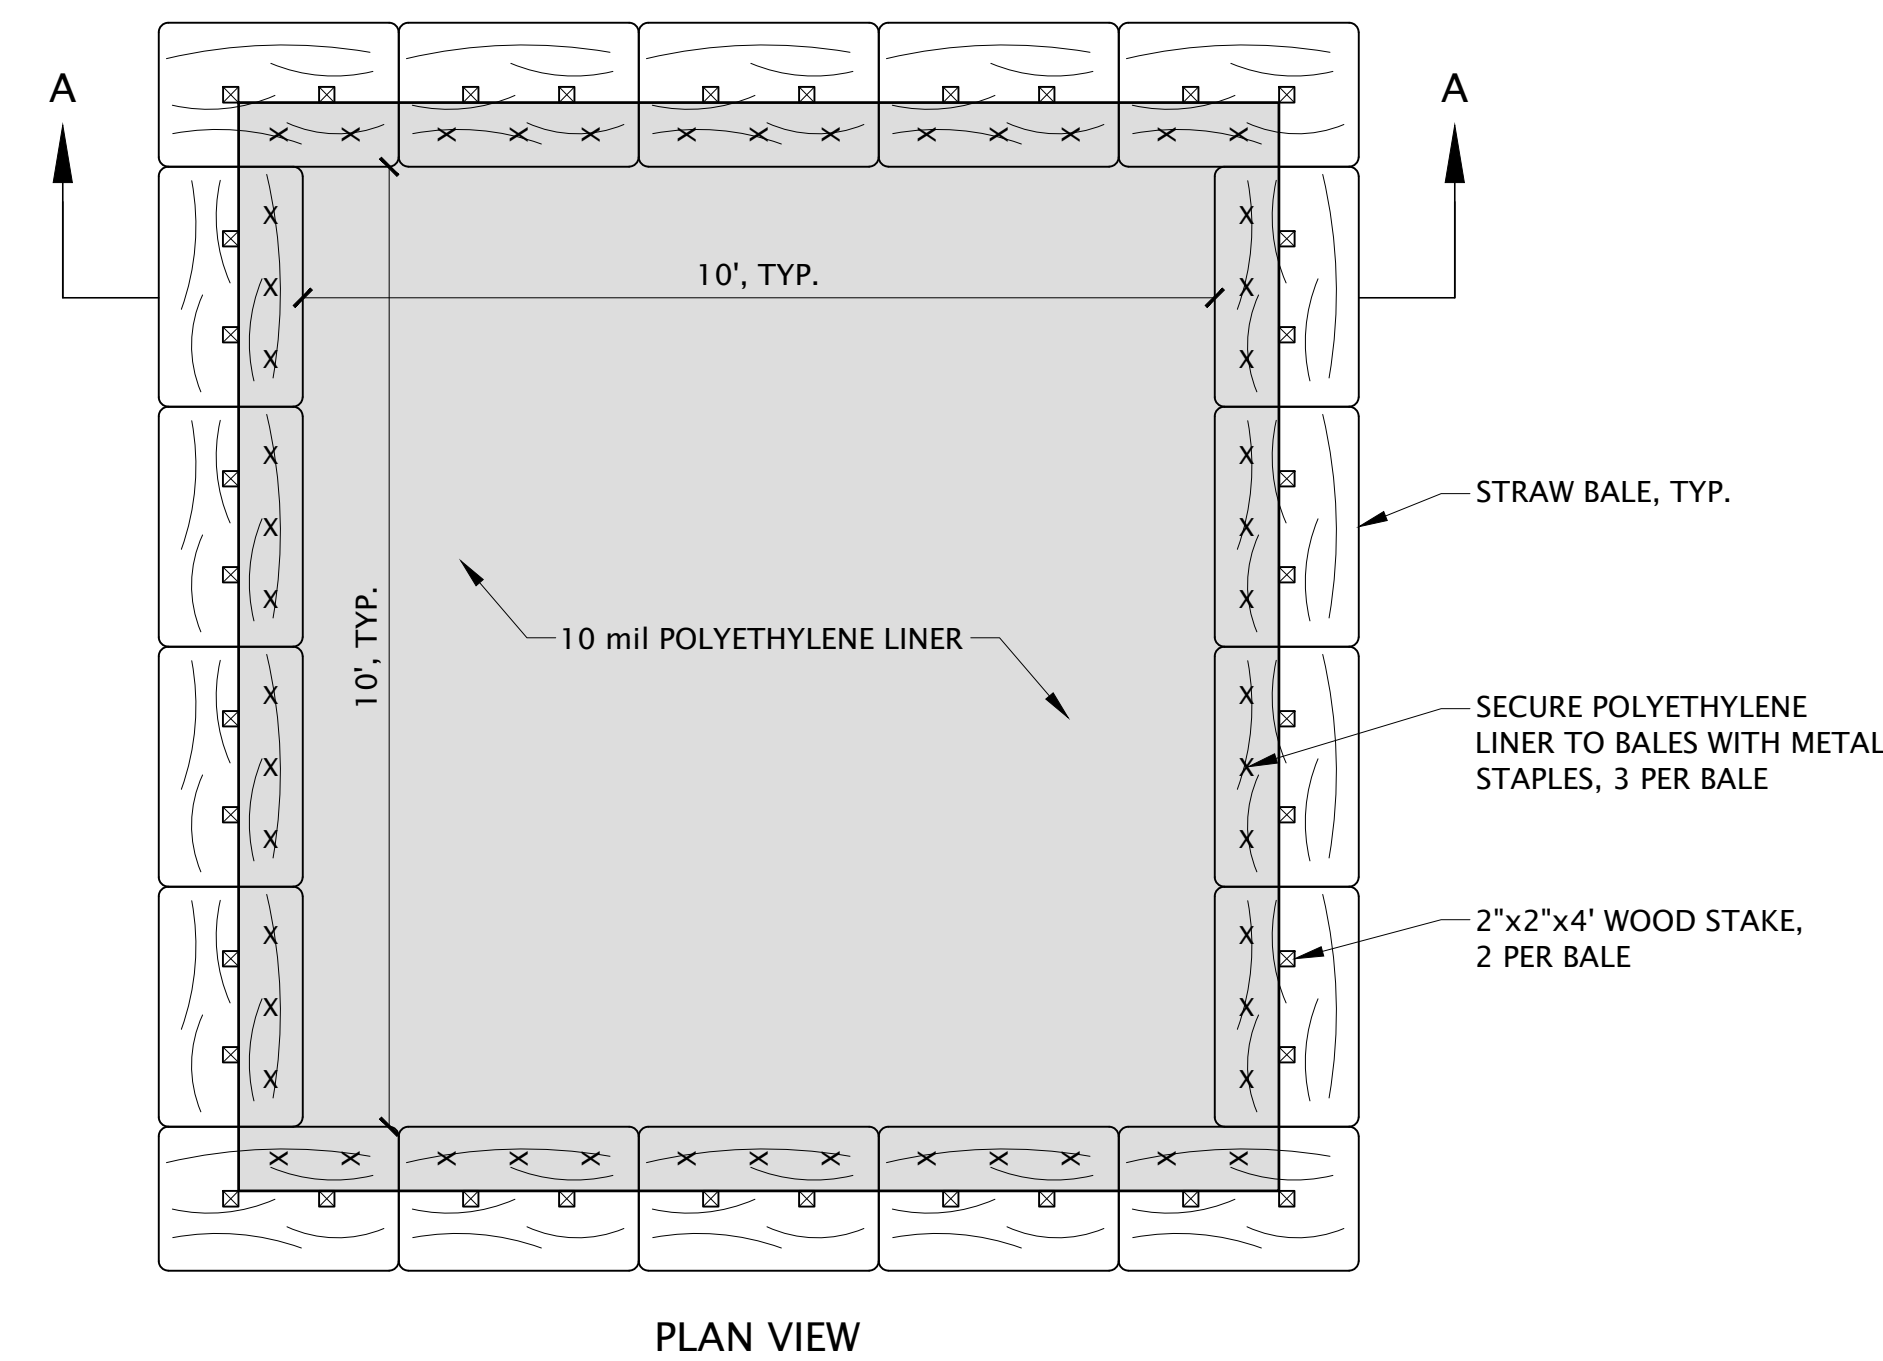 A
A
10', TYP.
STRAW BALE, TYP.
10', TYP.
10 mil POLYETHYLENE LINER
SECURE POLYETHYLENE
LINER TO BALES WITH METAL
STAPLES, 3 PER BALE
2"x2"x4' WOOD STAKE,
2 PER BALE
PLAN VIEW